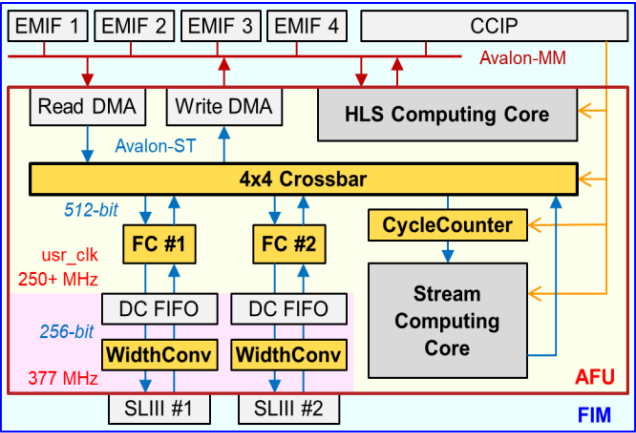 EMIF 1 EMIF 2 EMIF 3 EMIF 4 CCIP
Avalon-MM
Read DMA Write DMA HLS Computing Core
Avalon-ST
4x4 Crossbar
512-bit
FC #1 FC #2 CycleCounter
usr_clk
250+ MHz
DC FIFO DC FIFO Stream
Computing
Core
256-bit
WidthConv WidthConv
377 MHz
AFU
SLIII #1 SLIII #2
FIM